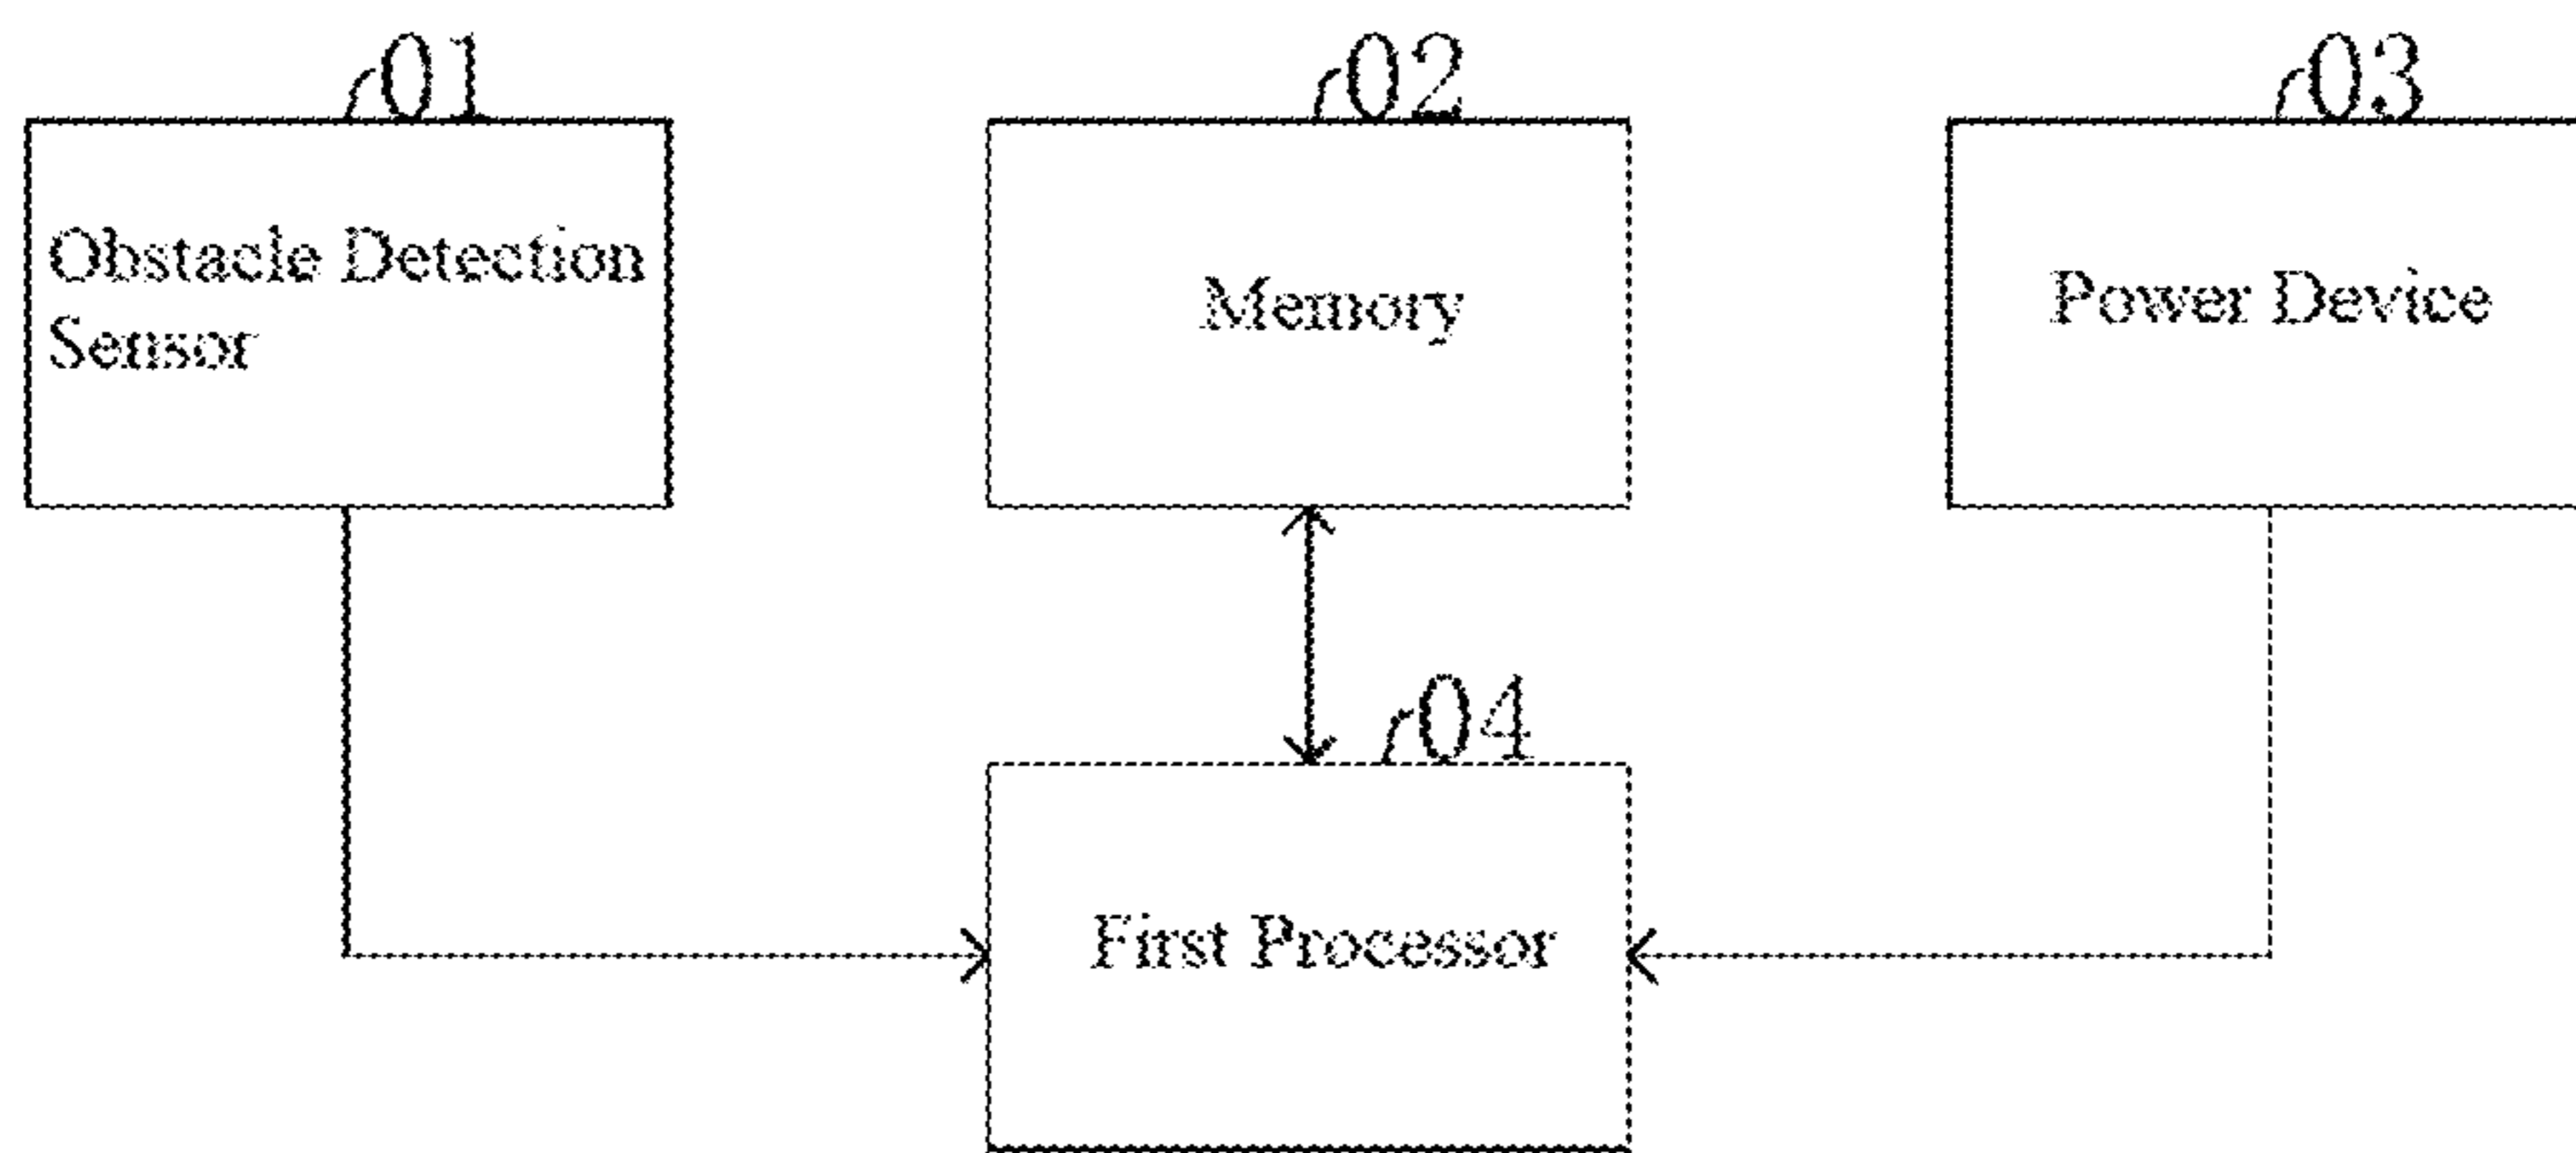 01
02
03
Obstacle Detection
Sensor
Memory
Power Device
04
First Processor